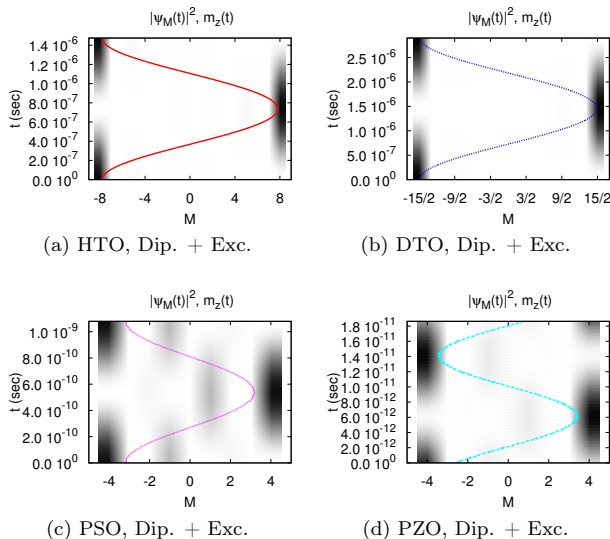 |ψM(t)|², mz(t)
1.4 10⁻⁶
1.2 10⁻⁶
1.0 10⁻⁶
8.0 10⁻⁷
6.0 10⁻⁷
4.0 10⁻⁷
2.0 10⁻⁷
0.0 10⁰
t (sec)
-8 -4 0 4 8
M
(a) HTO, Dip. + Exc.
|ψM(t)|², mz(t)
2.5 10⁻⁶
2.0 10⁻⁶
1.5 10⁻⁶
1.0 10⁻⁶
5.0 10⁻⁷
0.0 10⁰
t (sec)
-15/2 -9/2 -3/2 3/2 9/2 15/2
M
(b) DTO, Dip. + Exc.
|ψM(t)|², mz(t)
1.0 10⁻⁹
8.0 10⁻¹⁰
6.0 10⁻¹⁰
4.0 10⁻¹⁰
2.0 10⁻¹⁰
0.0 10⁰
t (sec)
-4 -2 0 2 4
M
(c) PSO, Dip. + Exc.
|ψM(t)|², mz(t)
1.8 10⁻¹¹
1.6 10⁻¹¹
1.4 10⁻¹¹
1.2 10⁻¹¹
1.0 10⁻¹¹
8.0 10⁻¹²
6.0 10⁻¹²
4.0 10⁻¹²
2.0 10⁻¹²
0.0 10⁰
t (sec)
-4 -2 0 2 4
M
(d) PZO, Dip. + Exc.